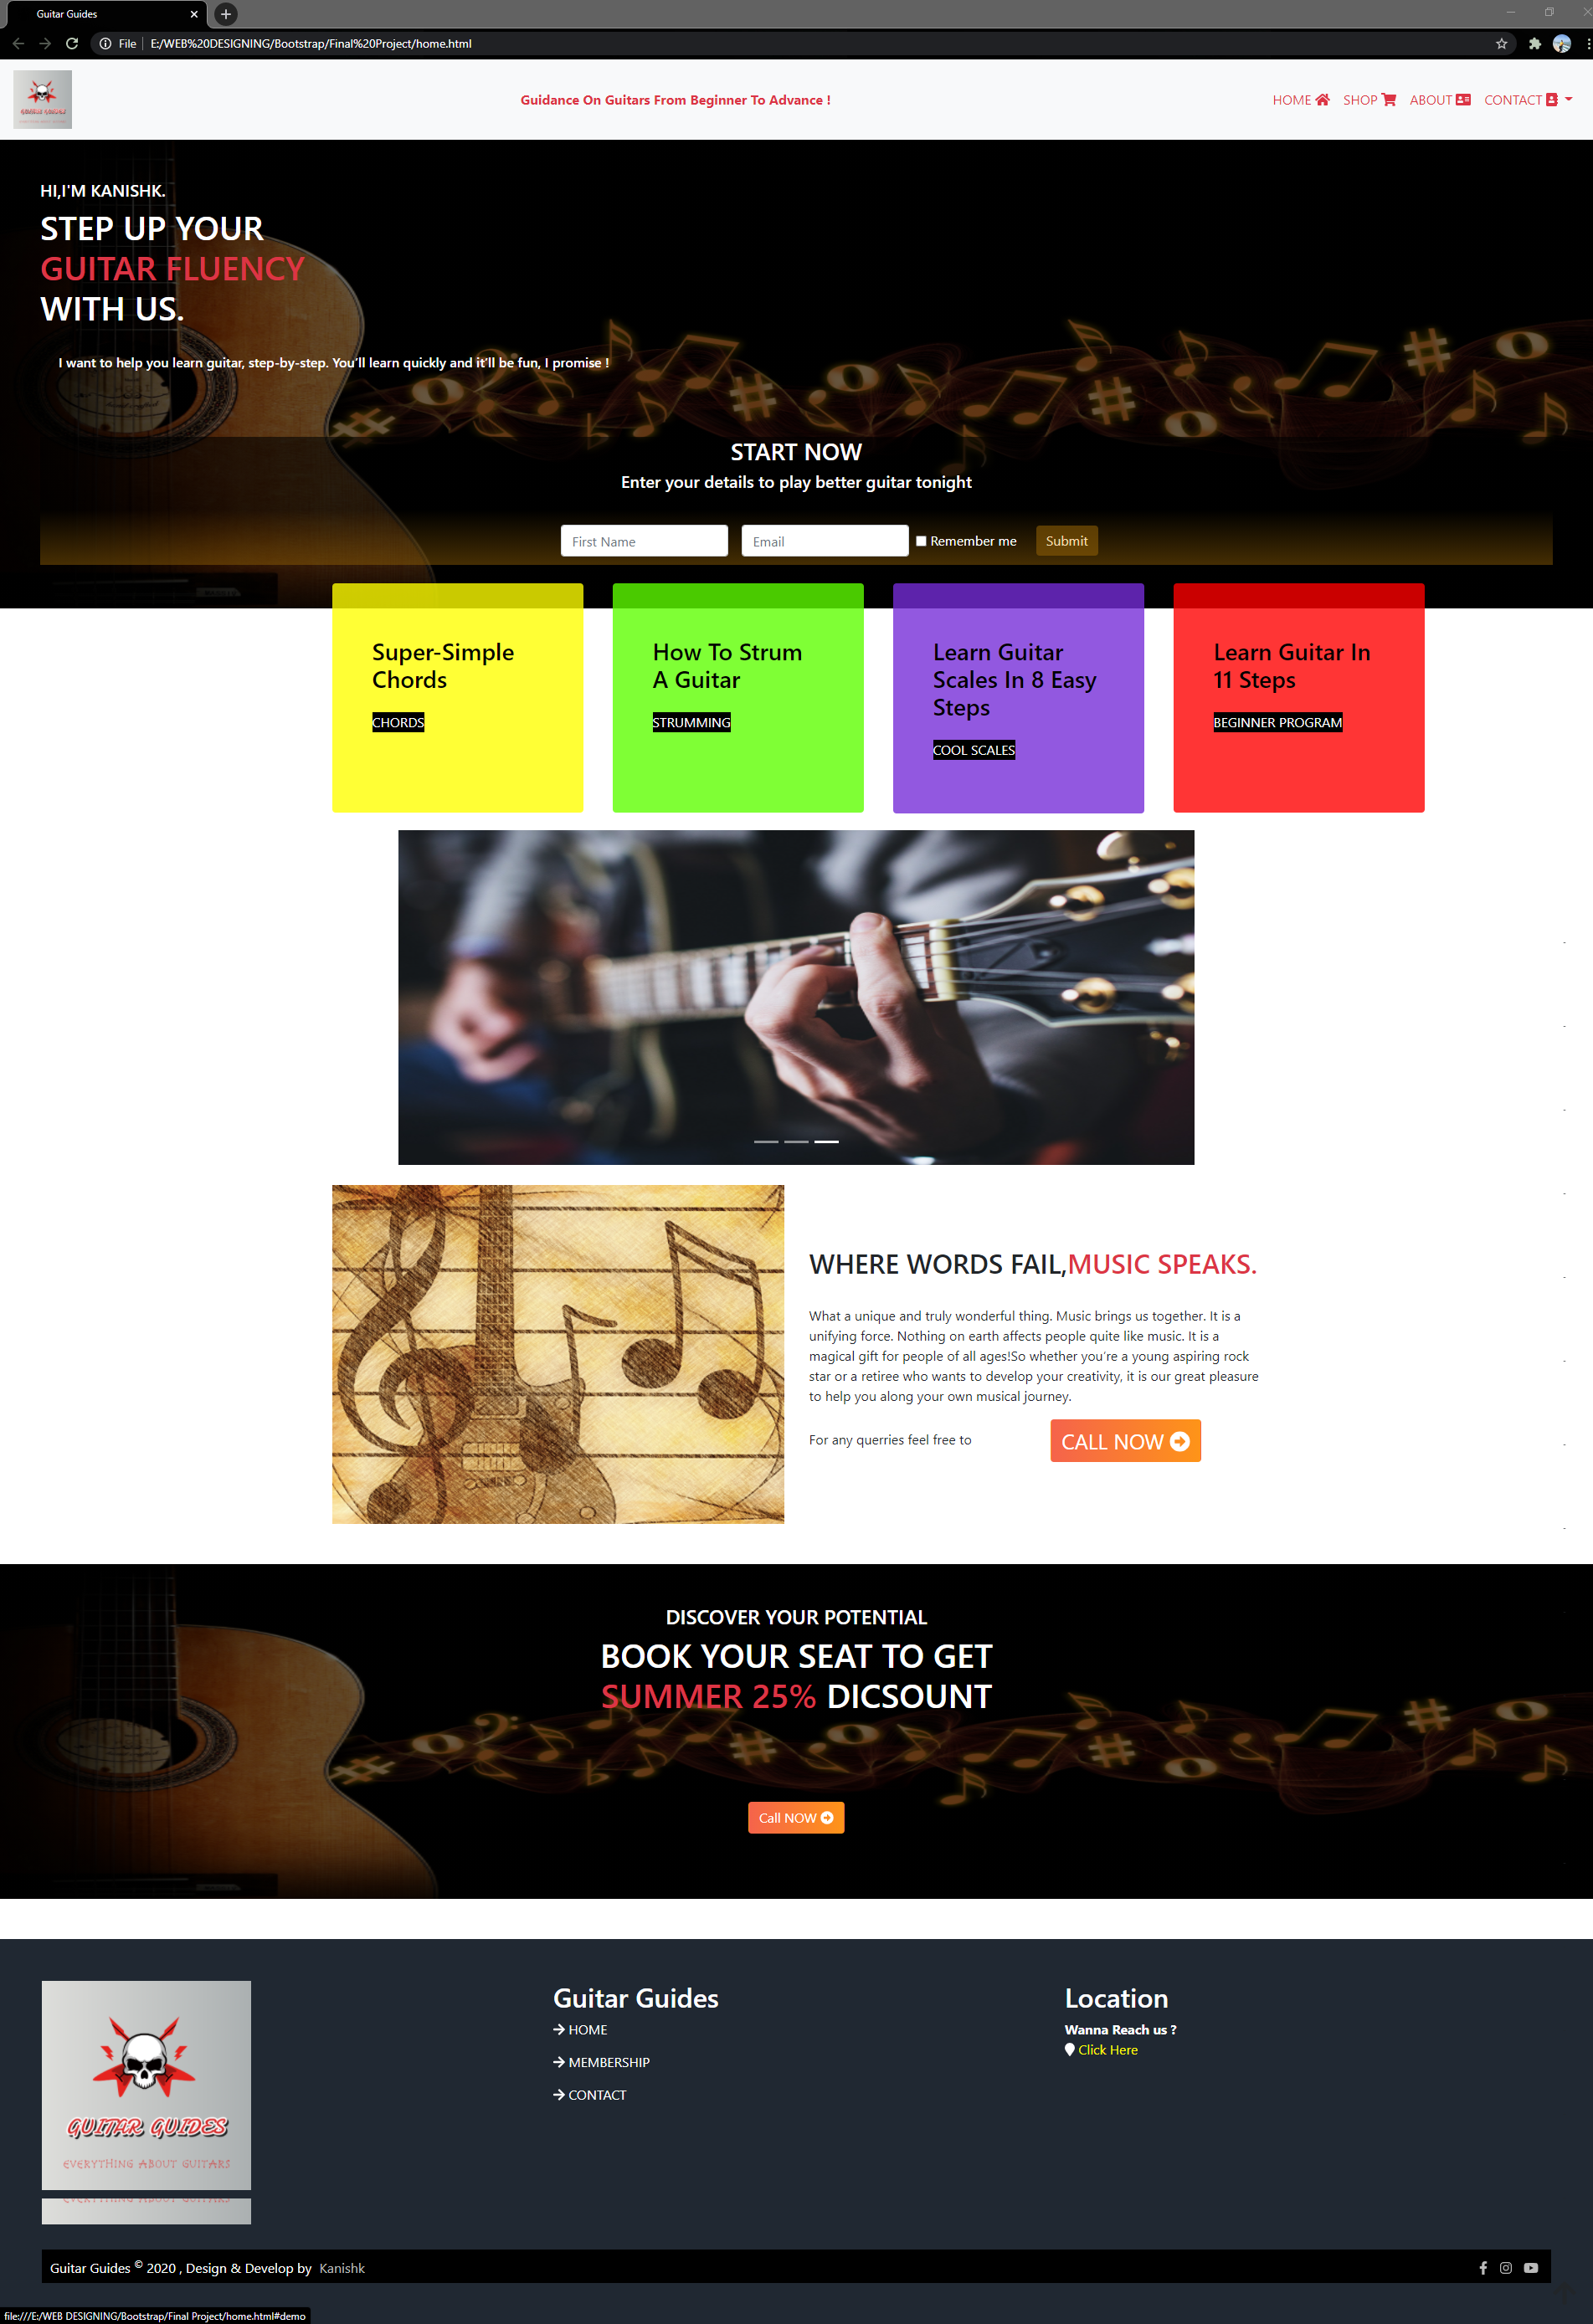 Guitar Guides
File
E:/WEB%20DESIGNING/Bootstrap/Final%20Project/home.html
Guidance On Guitars From Beginner To Advance !
HOME
SHOP
ABOUT
CONTACT
HI,I'M KANISHK.
STEP UP YOUR
GUITAR FLUENCY
WITH US.
I want to help you learn guitar, step-by-step. You'll learn quickly and it'll be fun, I promise !
START NOW
Enter your details to play better guitar tonight
First Name
Email
Remember me
Submit
Super-Simple
Chords
CHORDS
How To Strum
A Guitar
STRUMMING
Learn Guitar
Scales In 8 Easy
Steps
COOL SCALES
Learn Guitar In
11 Steps
BEGINNER PROGRAM
WHERE WORDS FAIL,MUSIC SPEAKS.
What a unique and truly wonderful thing. Music brings us together. It is a
unifying force. Nothing on earth affects people quite like music. It is a
magical gift for people of all ages!So whether you're a young aspiring rock
star or a retiree who wants to develop your creativity, it is our great pleasure
to help you along your own musical journey.
For any querries feel free to
CALL NOW
DISCOVER YOUR POTENTIAL
BOOK YOUR SEAT TO GET
SUMMER 25% DICSOUNT
Call NOW
GUITAR GUIDES
EVERYTHING ABOUT GUITARS
Guitar Guides
HOME
MEMBERSHIP
CONTACT
Location
Wanna Reach us ?
Click Here
Guitar Guides © 2020 , Design & Develop by Kanishk
file:///E:/WEB DESIGNING/Bootstrap/Final Project/home.html#demo